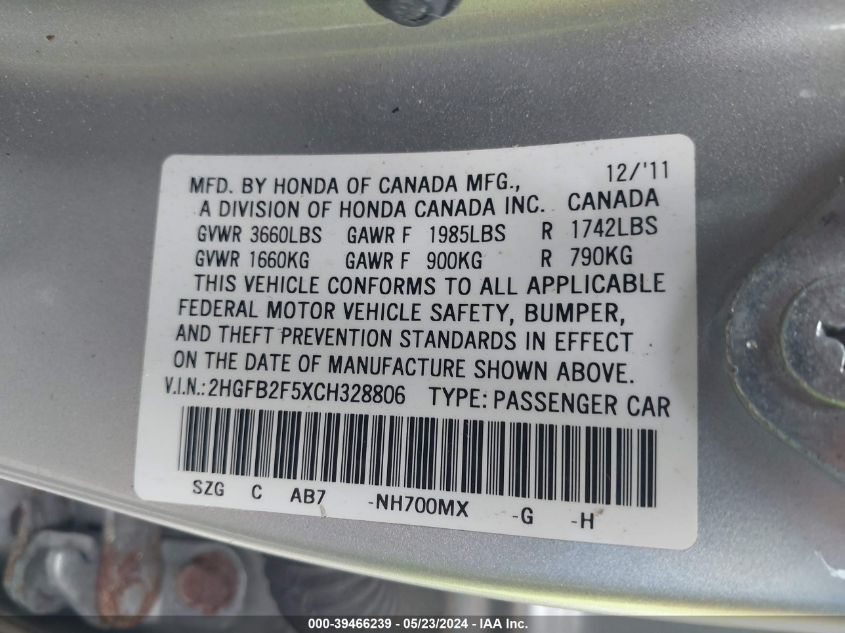 12/'11
MFD. BY HONDA OF CANADA MFG.,
A DIVISION OF HONDA CANADA INC. CANADA
GVWR 3660LBS GAWR F 1985LBS R 1742LBS
GVWR 1660KG GAWR F 900KG R 790KG
THIS VEHICLE CONFORMS TO ALL APPLICABLE
FEDERAL MOTOR VEHICLE SAFETY, BUMPER,
AND THEFT PREVENTION STANDARDS IN EFFECT
ON THE DATE OF MANUFACTURE SHOWN ABOVE.
V.I.N.: 2HGFB2F5XCH328806 TYPE: PASSENGER CAR
SZG C AB7 -NH700MX -G -H
000-39466239 - 05/23/2024 - IAA Inc.